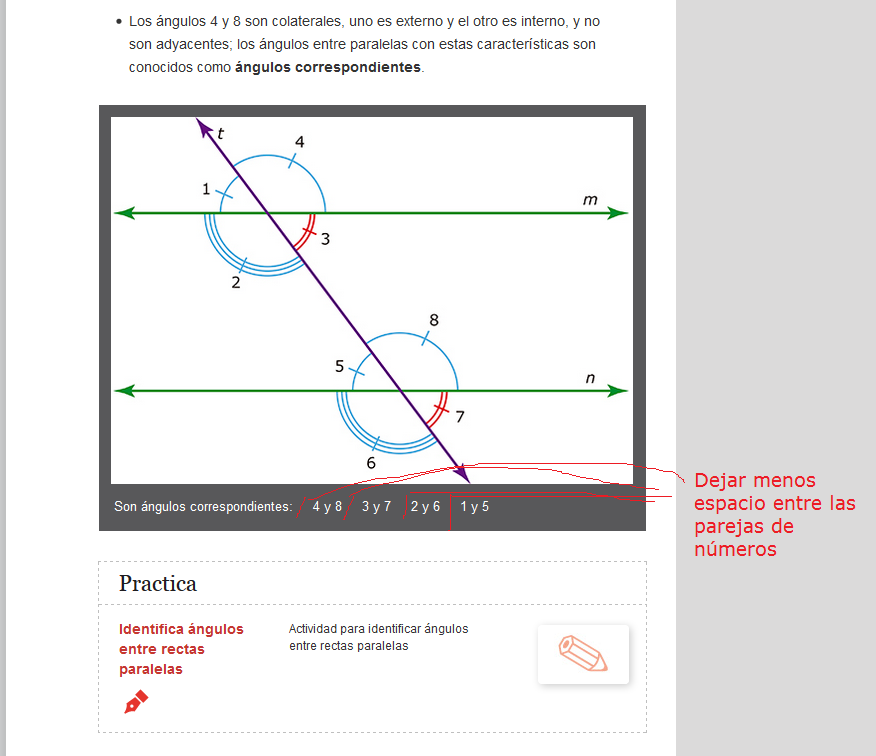 • Los ángulos 4 y 8 son colaterales, uno es externo y el otro es interno, y no
son adyacentes; los ángulos entre paralelas con estas características son
conocidos como ángulos correspondientes.
t
4
1
m
3
2
8
5
n
7
6
Son ángulos correspondientes: 4 y 8 3 y 7 2 y 6 1 y 5
Dejar menos
espacio entre las
parejas de
números
Practica
Identifica ángulos
entre rectas
paralelas
Actividad para identificar ángulos
entre rectas paralelas